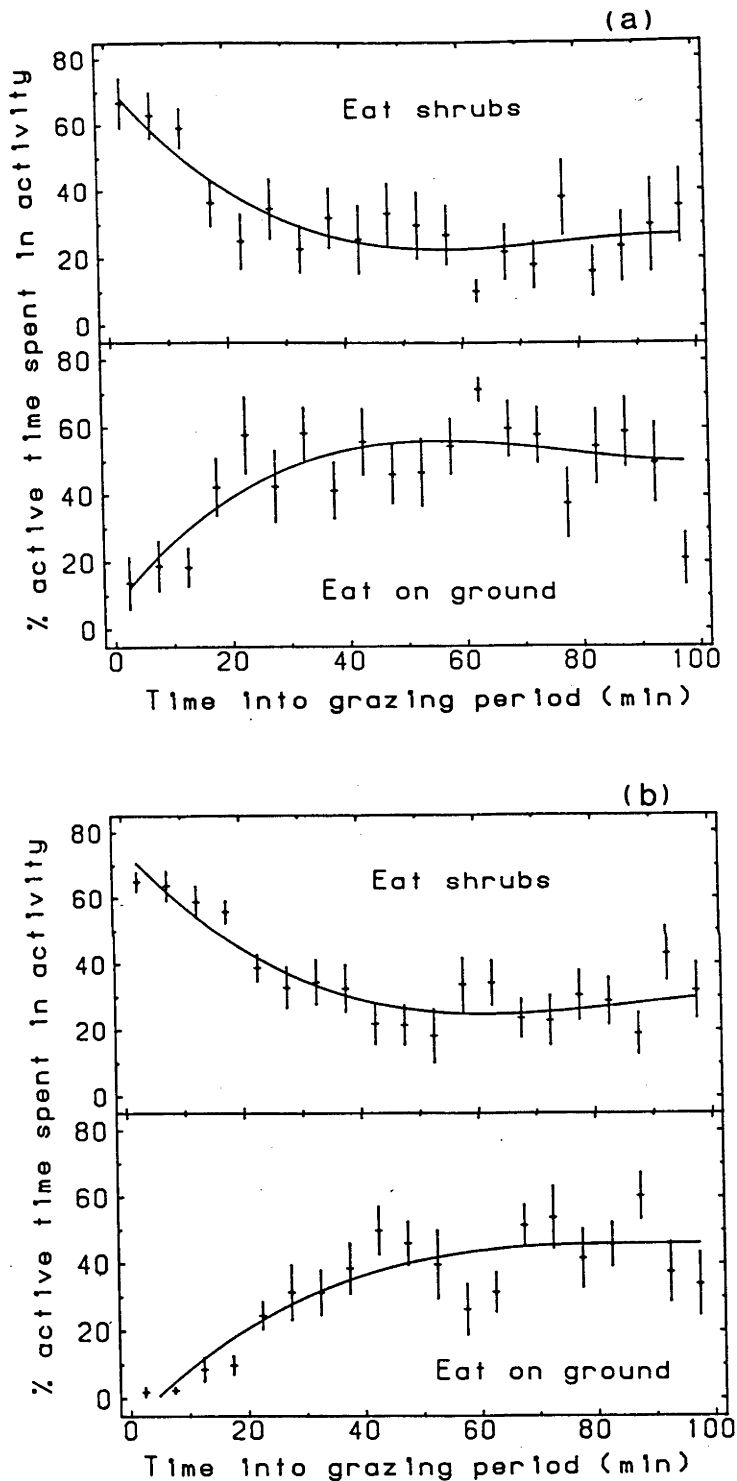 (a)
80
60
40
20
0
Eat shrubs
80
60
40
20
0
Eat on ground
% active time spent in activity
0 20 40 60 80 100
Time into grazing period (min)
(b)
80
60
40
20
0
Eat shrubs
80
60
40
20
0
Eat on ground
% active time spent in activity
0 20 40 60 80 100
Time into grazing period (min)